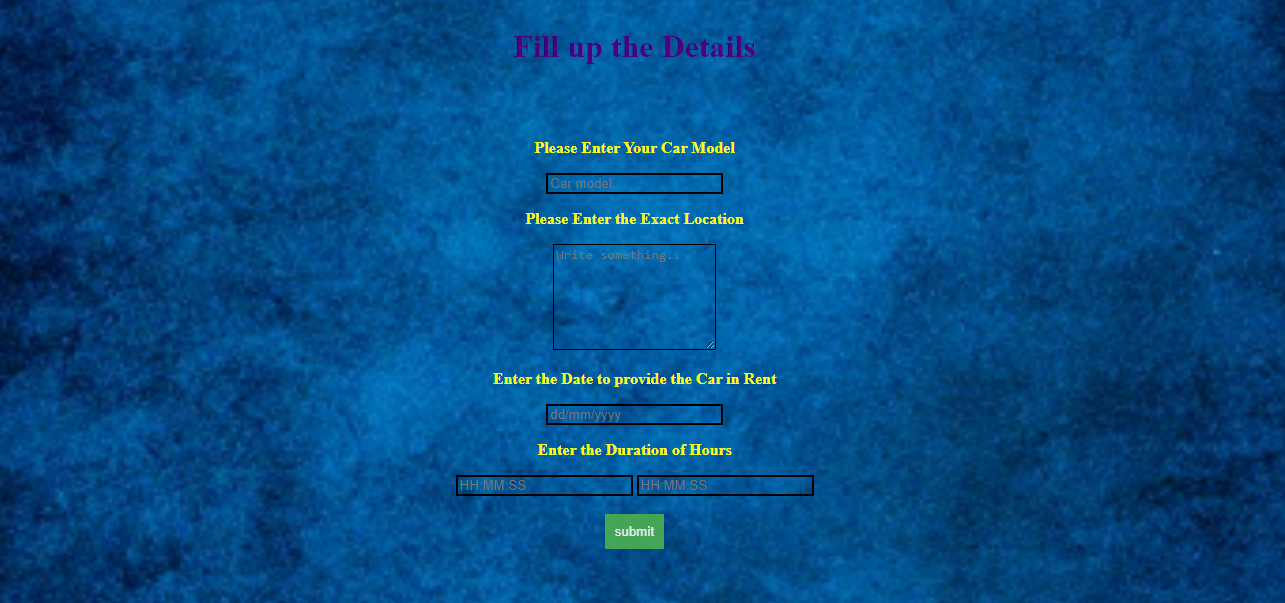 Fill up the Details
Please Enter Your Car Model
Car model..
Please Enter the Exact Location
Write something..
Enter the Date to provide the Car in Rent
dd/mm/yyyy
Enter the Duration of Hours
HH:MM:SS HH:MM:SS
submit